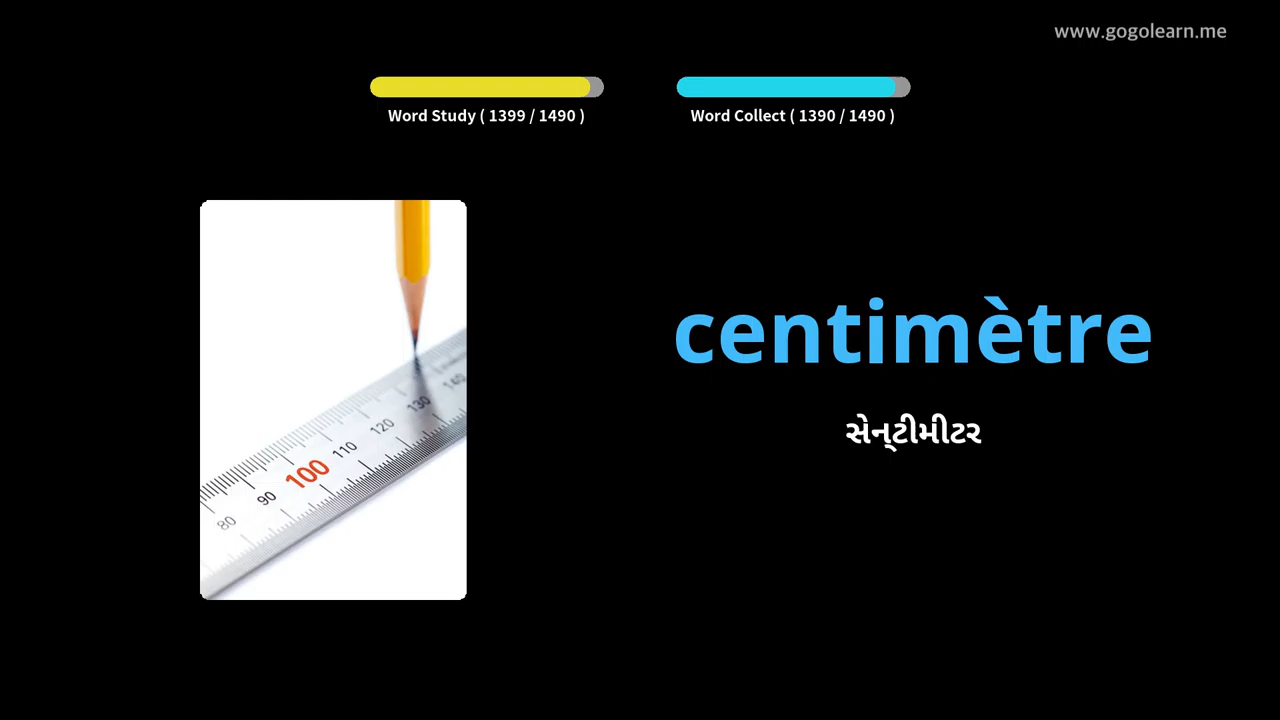 www.gogolearn.me
Word Study ( 1399 / 1490 )
Word Collect ( 1390 / 1490 )
centimètre
સેન્ટીમીટર
80 90 100 110 120 130 140